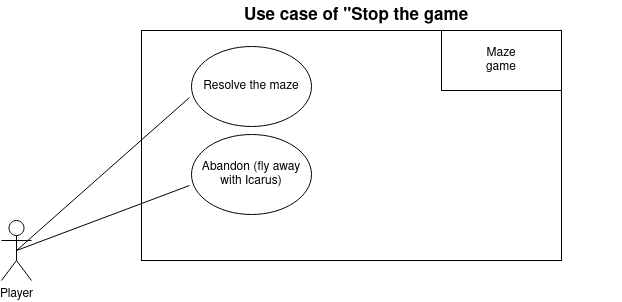 Use case of "Stop the game
Maze
game
Resolve the maze
Abandon (fly away
with Icarus)
Player